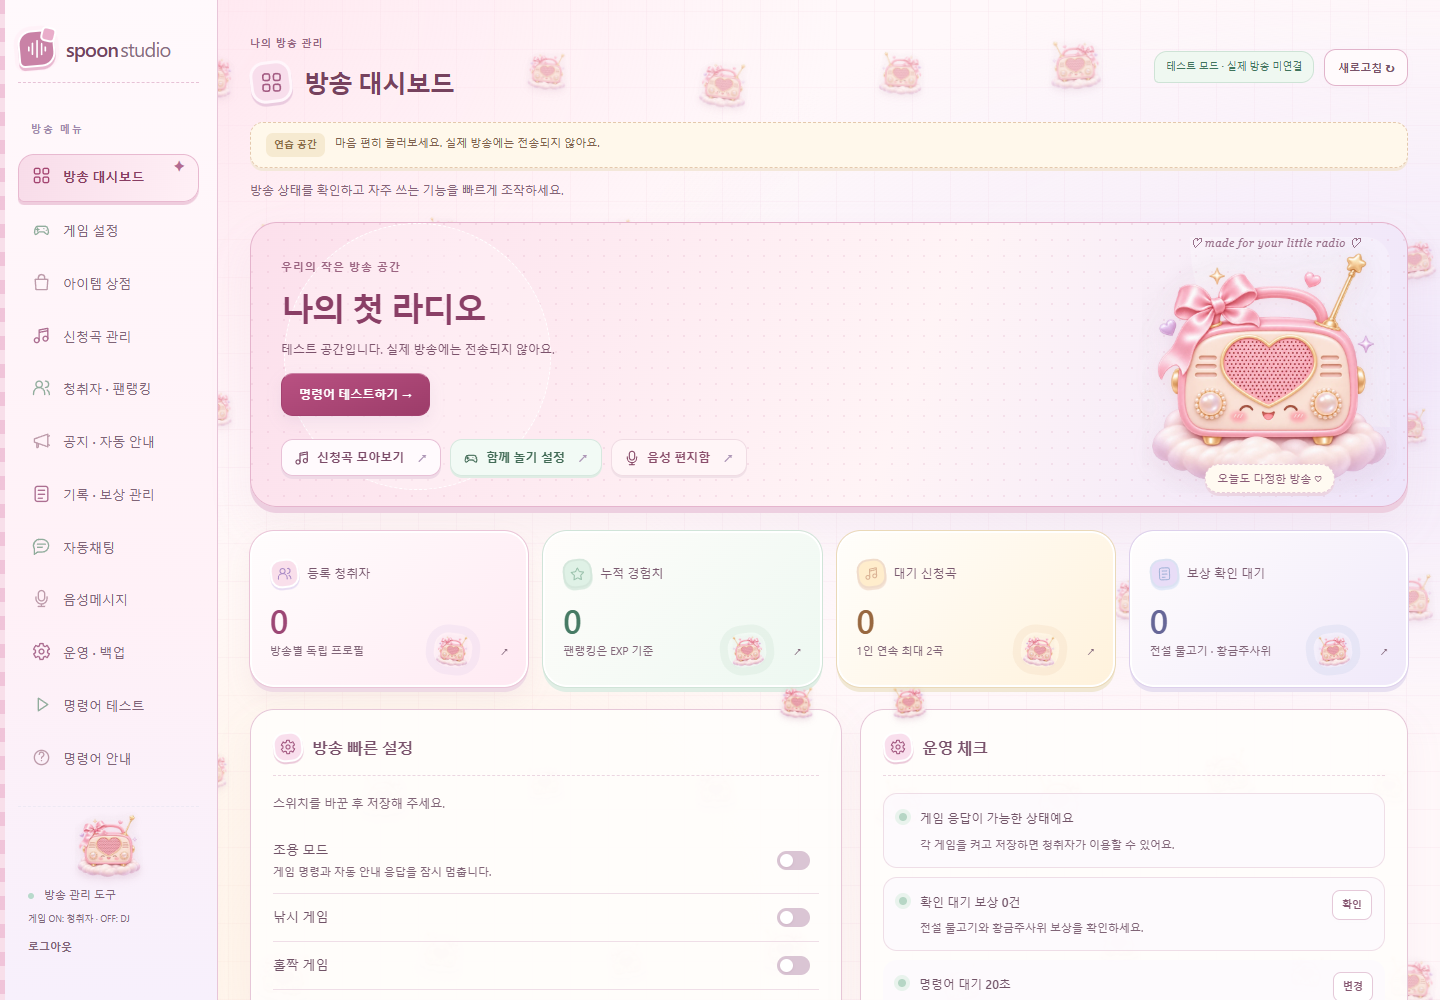 spoonstudio
방송 메뉴
방송 대시보드
게임 설정
아이템 상점
신청곡 관리
청취자 · 팬랭킹
공지 · 자동 안내
기록 · 보상 관리
자동채팅
음성메시지
운영 · 백업
명령어 테스트
명령어 안내
방송 관리 도구
게임 ON: 청취자 · OFF: DJ
로그아웃
나의 방송 관리
방송 대시보드
테스트 모드 · 실제 방송 미연결
새로고침 ↻
연습 공간 마음 편히 눌러보세요. 실제 방송에는 전송되지 않아요.
방송 상태를 확인하고 자주 쓰는 기능을 빠르게 조작하세요.
우리의 작은 방송 공간
나의 첫 라디오
테스트 공간입니다. 실제 방송에는 전송되지 않아요.
명령어 테스트하기 →
신청곡 모아보기 ↗
함께 놀기 설정 ↗
음성 편지함 ↗
♡ made for your little radio ♡
오늘도 다정한 방송 ♡
등록 청취자
0
방송별 독립 프로필 ↗
누적 경험치
0
팬랭킹은 EXP 기준 ↗
대기 신청곡
0
1인 연속 최대 2곡 ↗
보상 확인 대기
0
전설 물고기 · 황금주사위 ↗
방송 빠른 설정
스위치를 바꾼 후 저장해 주세요.
조용 모드
게임 명령과 자동 안내 응답을 잠시 멈춥니다.
낚시 게임
홀짝 게임
운영 체크
게임 응답이 가능한 상태예요
각 게임을 켜고 저장하면 청취자가 이용할 수 있어요.
확인 대기 보상 0건
전설 물고기와 황금주사위 보상을 확인하세요.
확인
명령어 대기 20초
변경